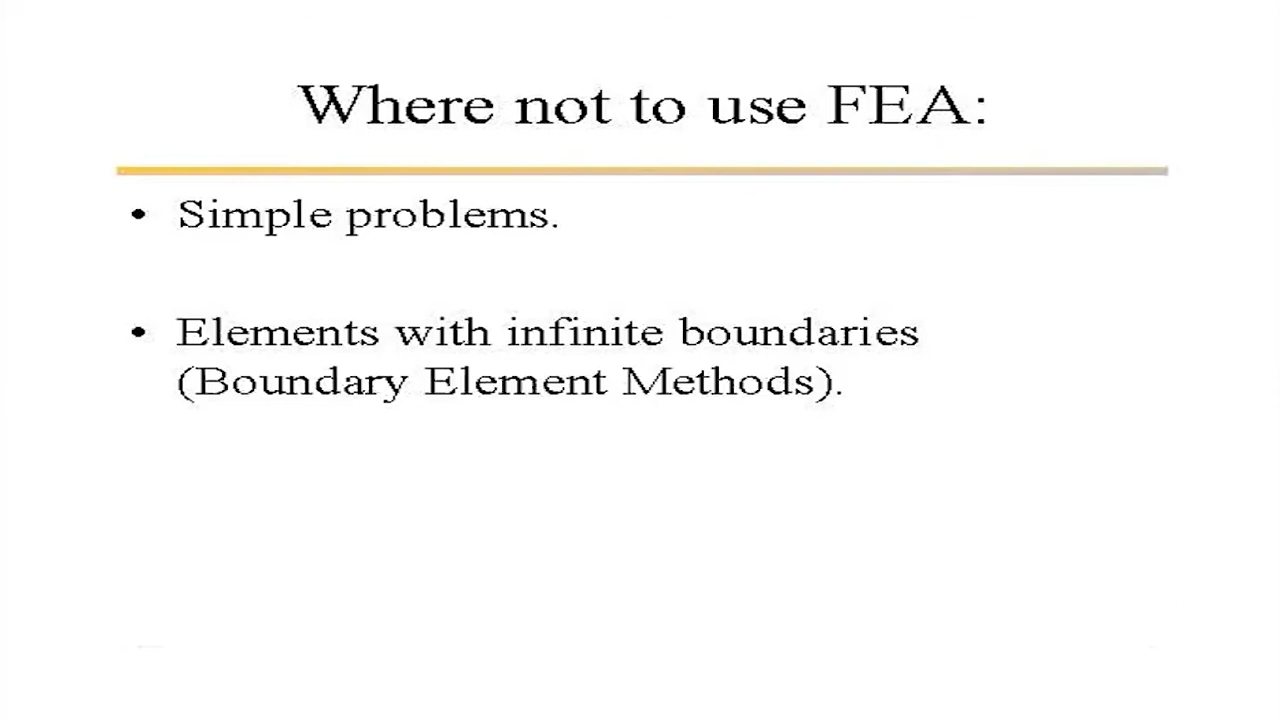 Where not to use FEA:
• Simple problems.
• Elements with infinite boundaries
(Boundary Element Methods).